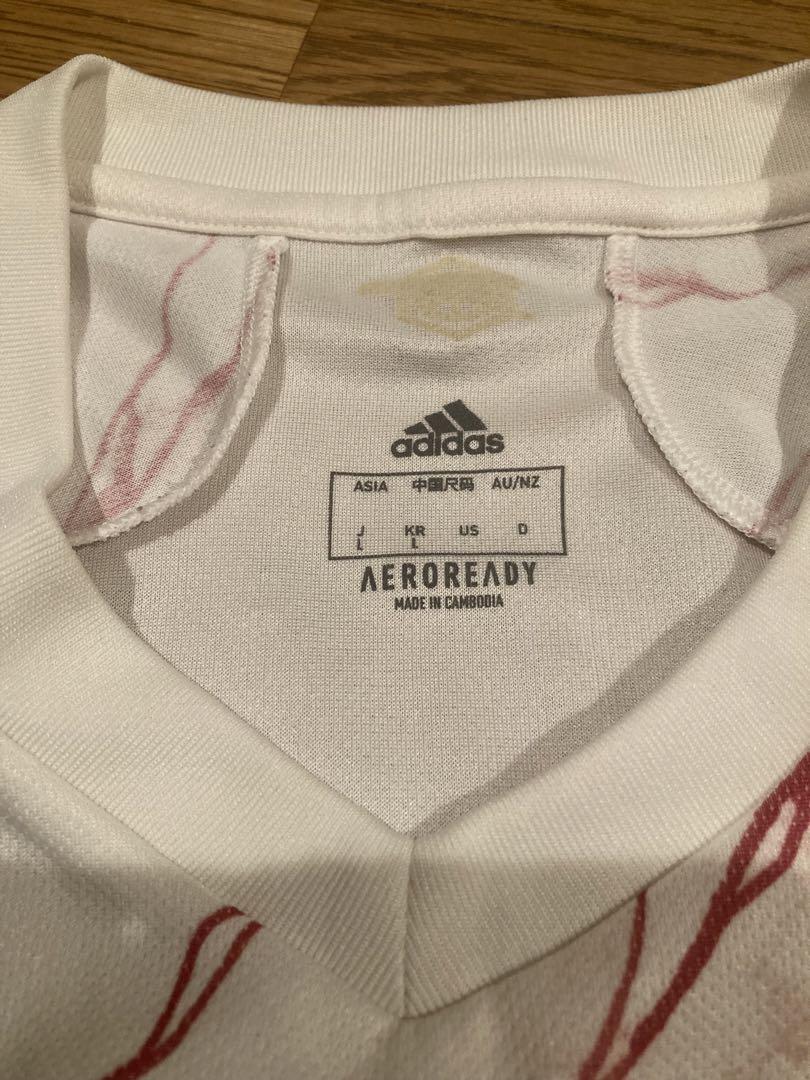 adidas
ASIA 中国尺码 AU/NZ
J KR US D
L L
AEROREADY
MADE IN CAMBODIA